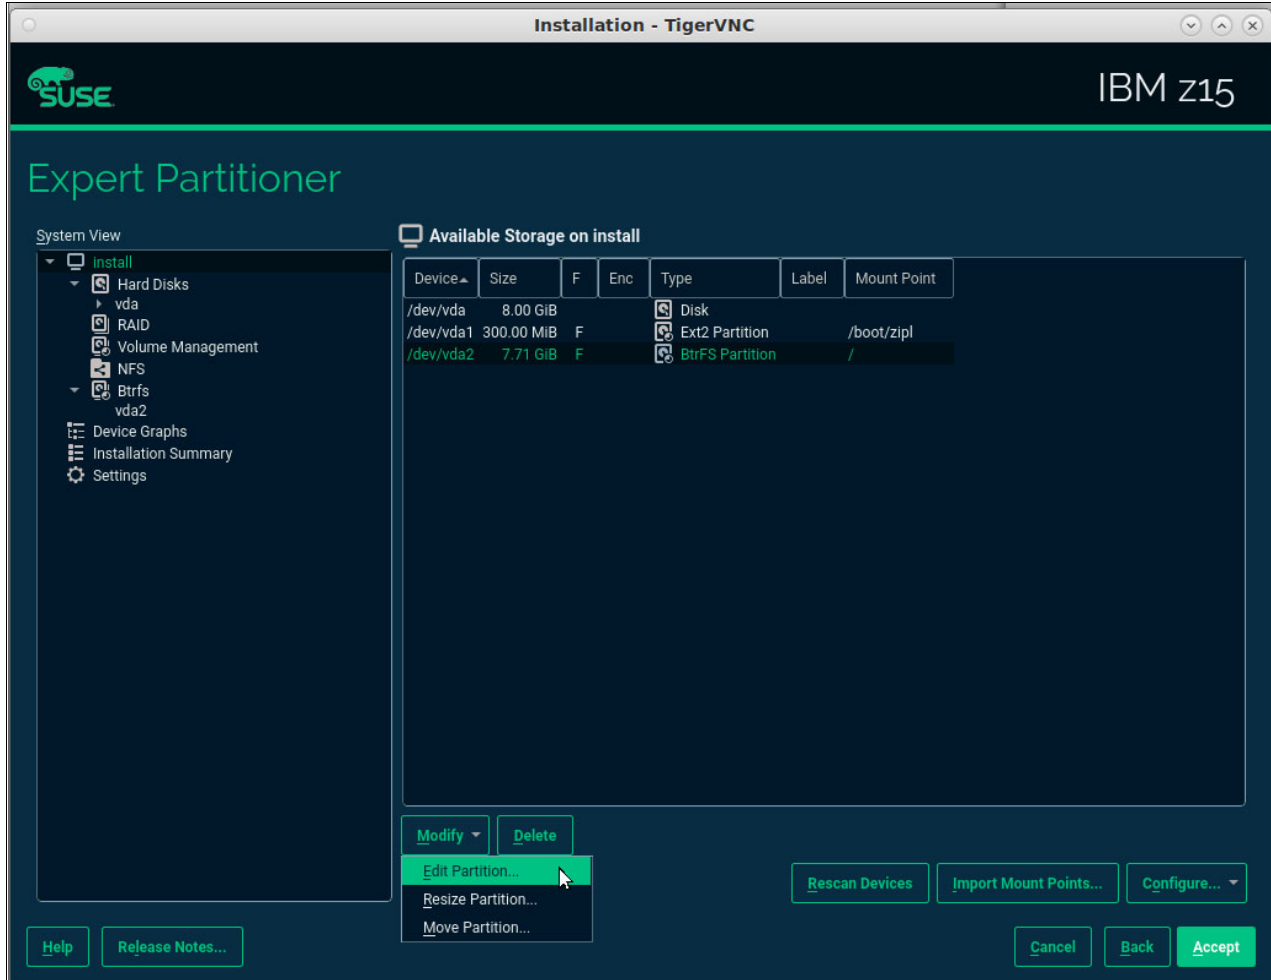 Installation - TigerVNC
SUSE
IBM z15
Expert Partitioner
System View
install
Hard Disks
vda
RAID
Volume Management
NFS
Btrfs
vda2
Device Graphs
Installation Summary
Settings
Available Storage on install
Device Size F Enc Type Label Mount Point
/dev/vda 8.00 GiB Disk
/dev/vda1 300.00 MiB F Ext2 Partition /boot/zipl
/dev/vda2 7.71 GiB F BtrFS Partition /
Modify Delete
Edit Partition...
Resize Partition...
Move Partition...
Rescan Devices Import Mount Points... Configure...
Help Release Notes... Cancel Back Accept